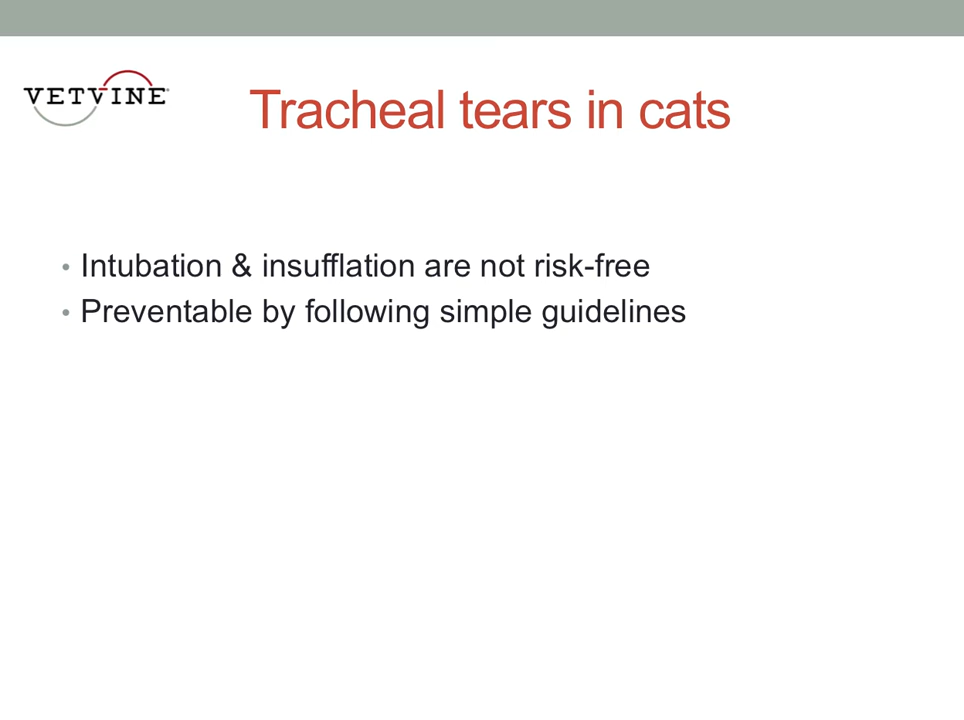 VETVINE
Tracheal tears in cats
• Intubation & insufflation are not risk-free
• Preventable by following simple guidelines